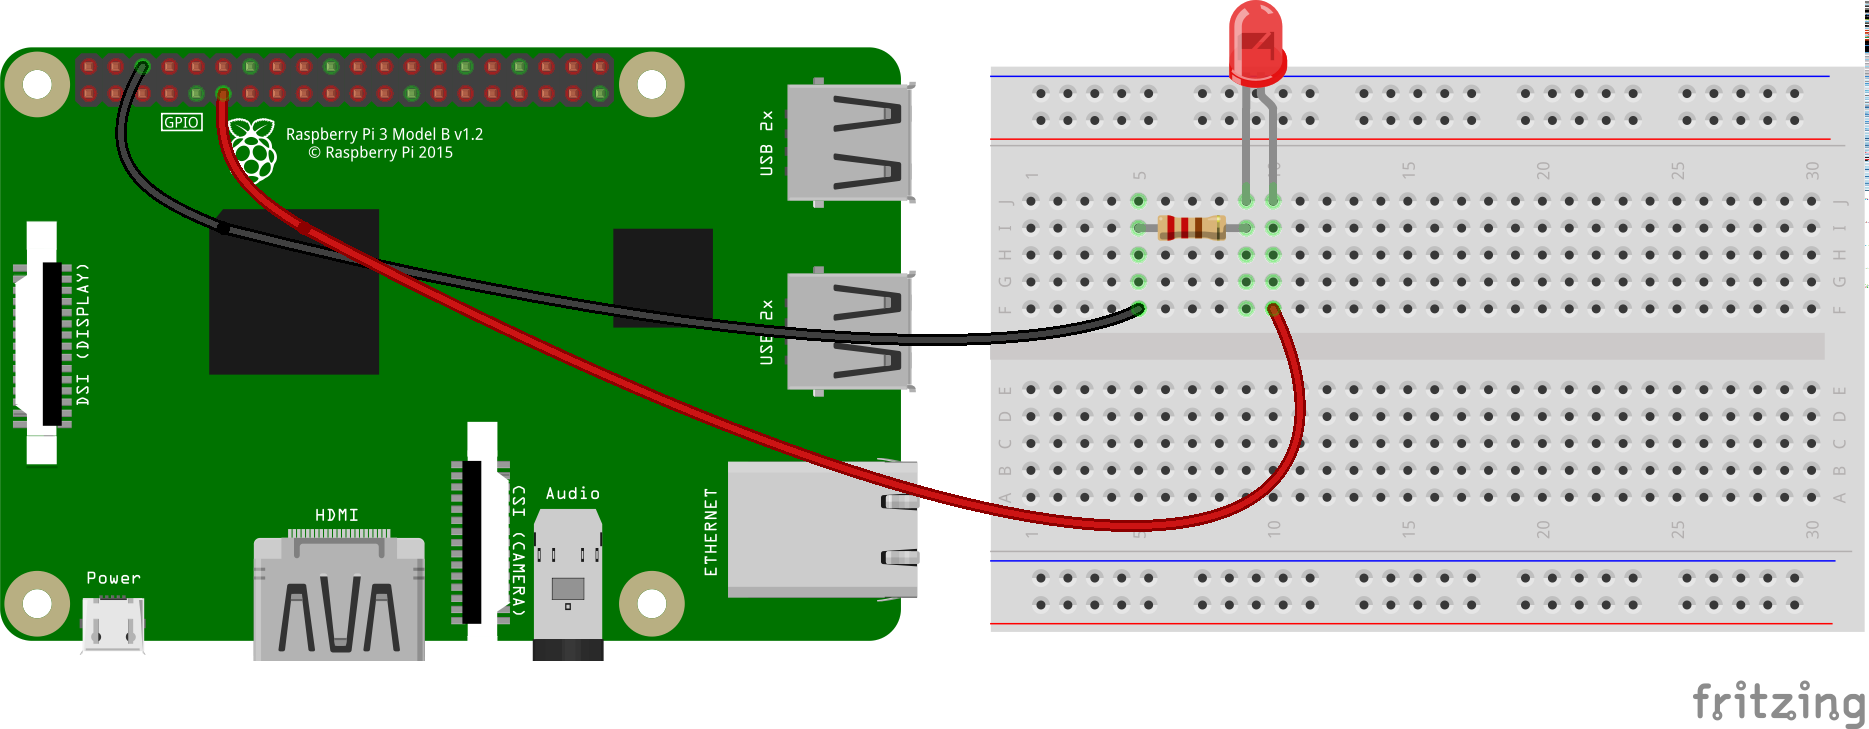 GPIO
Raspberry Pi 3 Model B v1.2
© Raspberry Pi 2015
USB 2x
USB 2x
DSI (DISPLAY)
CSI (CAMERA)
Audio
HDMI
ETHERNET
Power
1 5 10 15 20 25 30
J J
I I
H H
G G
F F
E E
D D
C C
B B
A A
1 5 10 15 20 25 30
fritzing